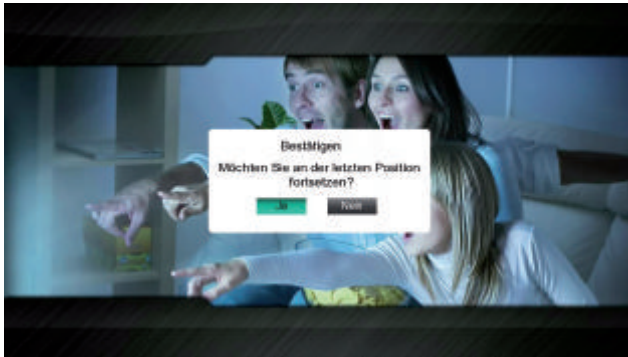 Bestätigen
Möchten Sie an der letzten Position
fortsetzen?
Ja
Nein